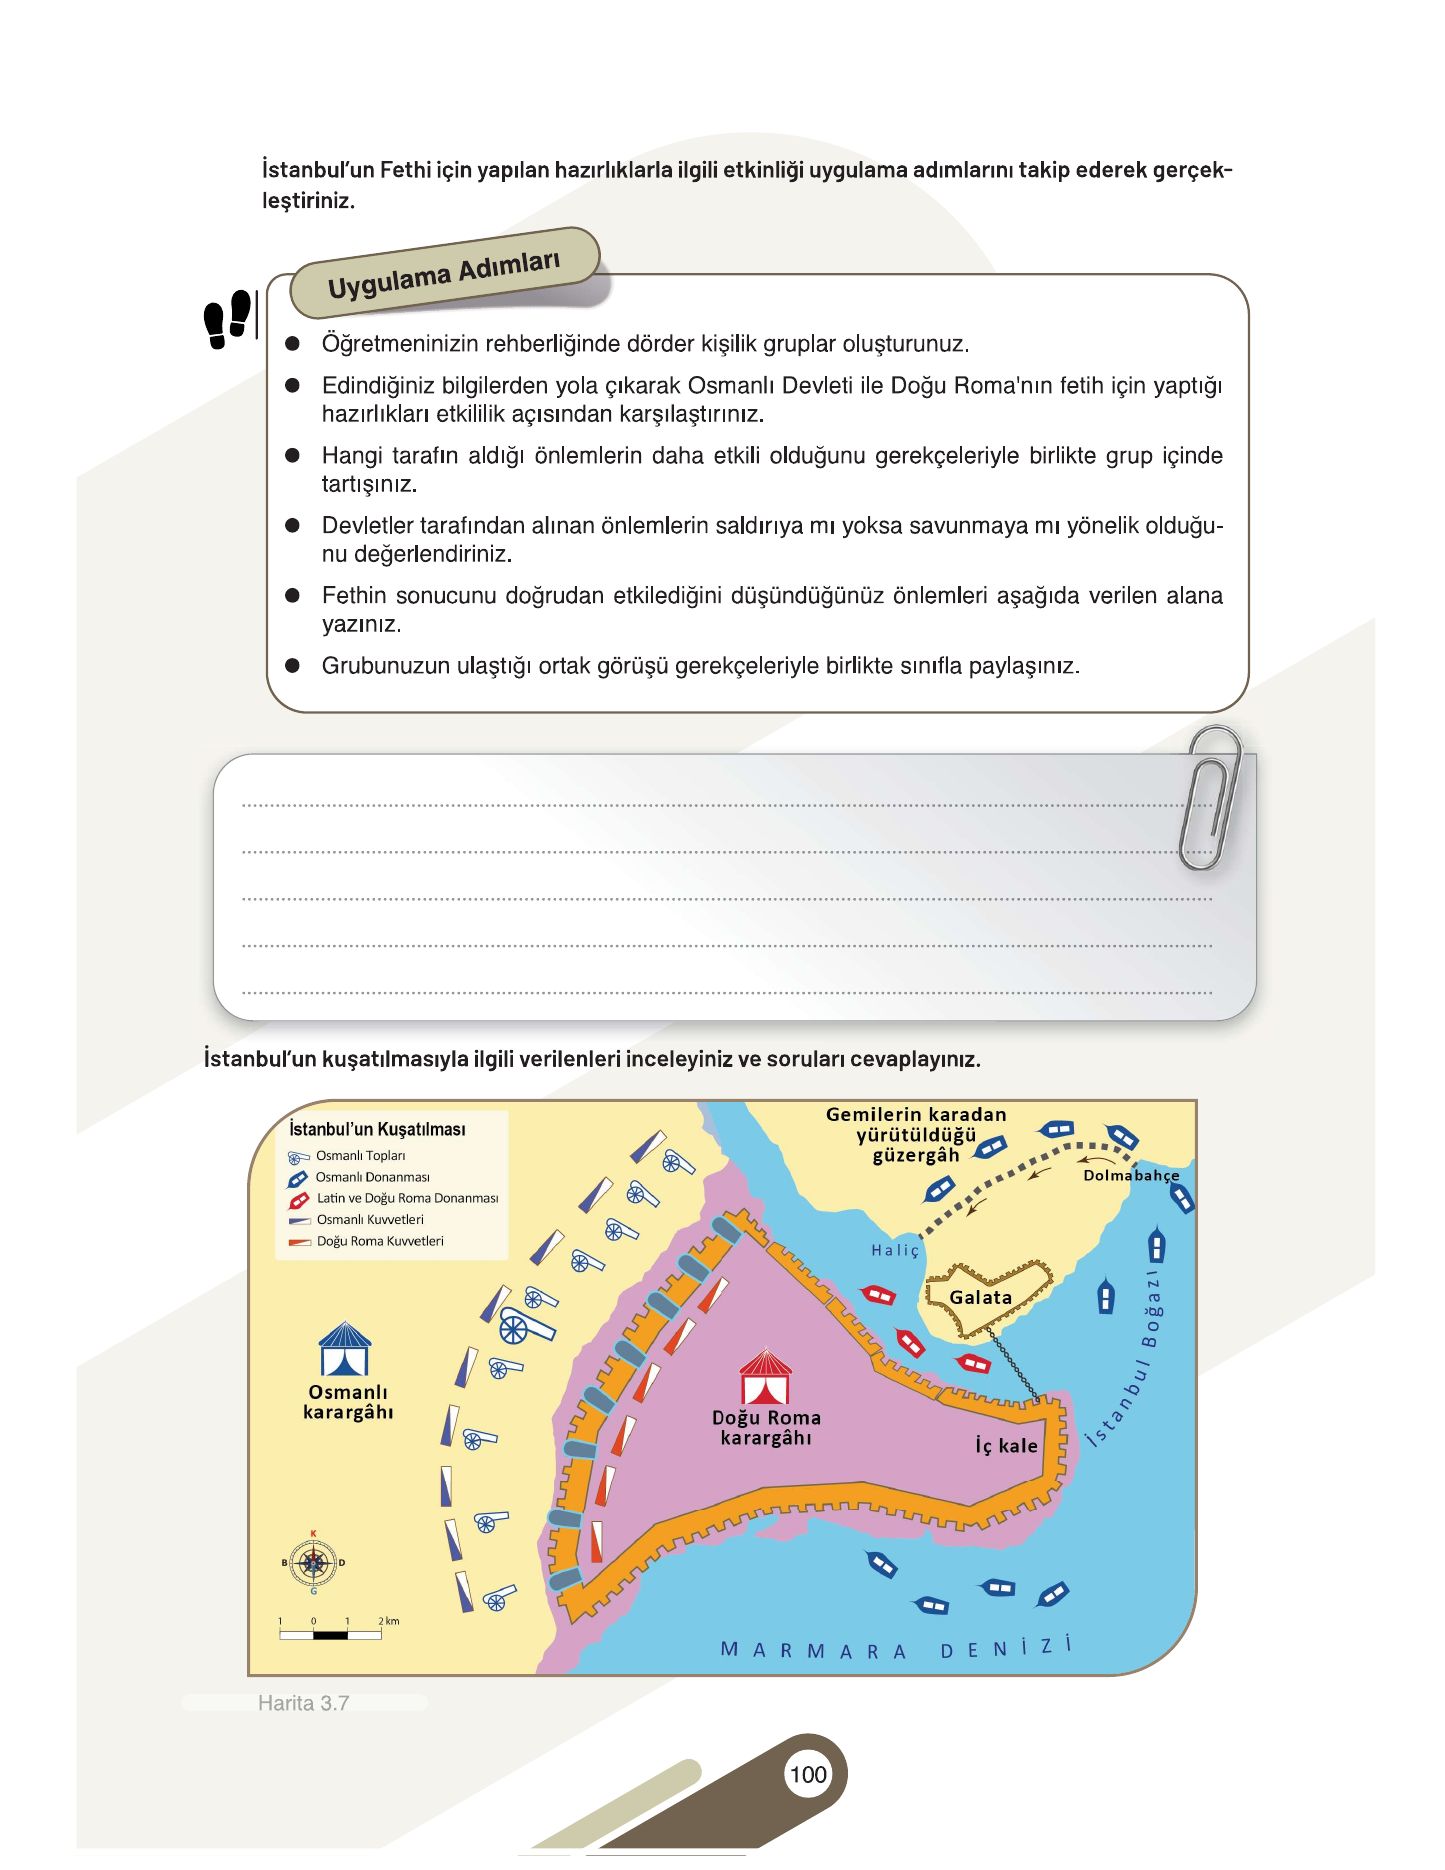 İstanbul’un Fethi için yapılan hazırlıklarla ilgili etkinliği uygulama adımlarını takip ederek gerçek-
leştiriniz.
Uygulama Adımları
● Öğretmeninizin rehberliğinde dörder kişilik gruplar oluşturunuz.
● Edindiğiniz bilgilerden yola çıkarak Osmanlı Devleti ile Doğu Roma'nın fetih için yaptığı
hazırlıkları etkililik açısından karşılaştırınız.
● Hangi tarafın aldığı önlemlerin daha etkili olduğunu gerekçeleriyle birlikte grup içinde
tartışınız.
● Devletler tarafından alınan önlemlerin saldırıya mı yoksa savunmaya mı yönelik olduğu-
nu değerlendiriniz.
● Fethin sonucunu doğrudan etkilediğini düşündüğünüz önlemleri aşağıda verilen alana
yazınız.
● Grubunuzun ulaştığı ortak görüşü gerekçeleriyle birlikte sınıfla paylaşınız.
İstanbul’un kuşatılmasıyla ilgili verilenleri inceleyiniz ve soruları cevaplayınız.
İstanbul’un Kuşatılması
Osmanlı Topları
Osmanlı Donanması
Latin ve Doğu Roma Donanması
Osmanlı Kuvvetleri
Doğu Roma Kuvvetleri
Gemilerin karadan
yürütüldüğü
güzergâh
Dolmabahçe
Haliç
Galata
İstanbul Boğazı
Osmanlı
karargâhı
Doğu Roma
karargâhı
İç kale
K
B
D
G
1 0 1 2 km
MARMARA DENİZİ
Harita 3.7
100